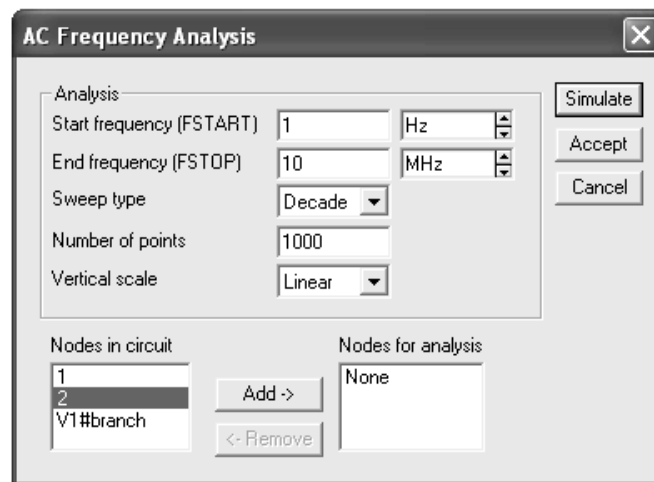 AC Frequency Analysis
Analysis
Start frequency (FSTART) 1 Hz
End frequency (FSTOP) 10 MHz
Sweep type Decade
Number of points 1000
Vertical scale Linear
Simulate
Accept
Cancel
Nodes in circuit
1
2
V1#branch
Add ->
<- Remove
Nodes for analysis
None